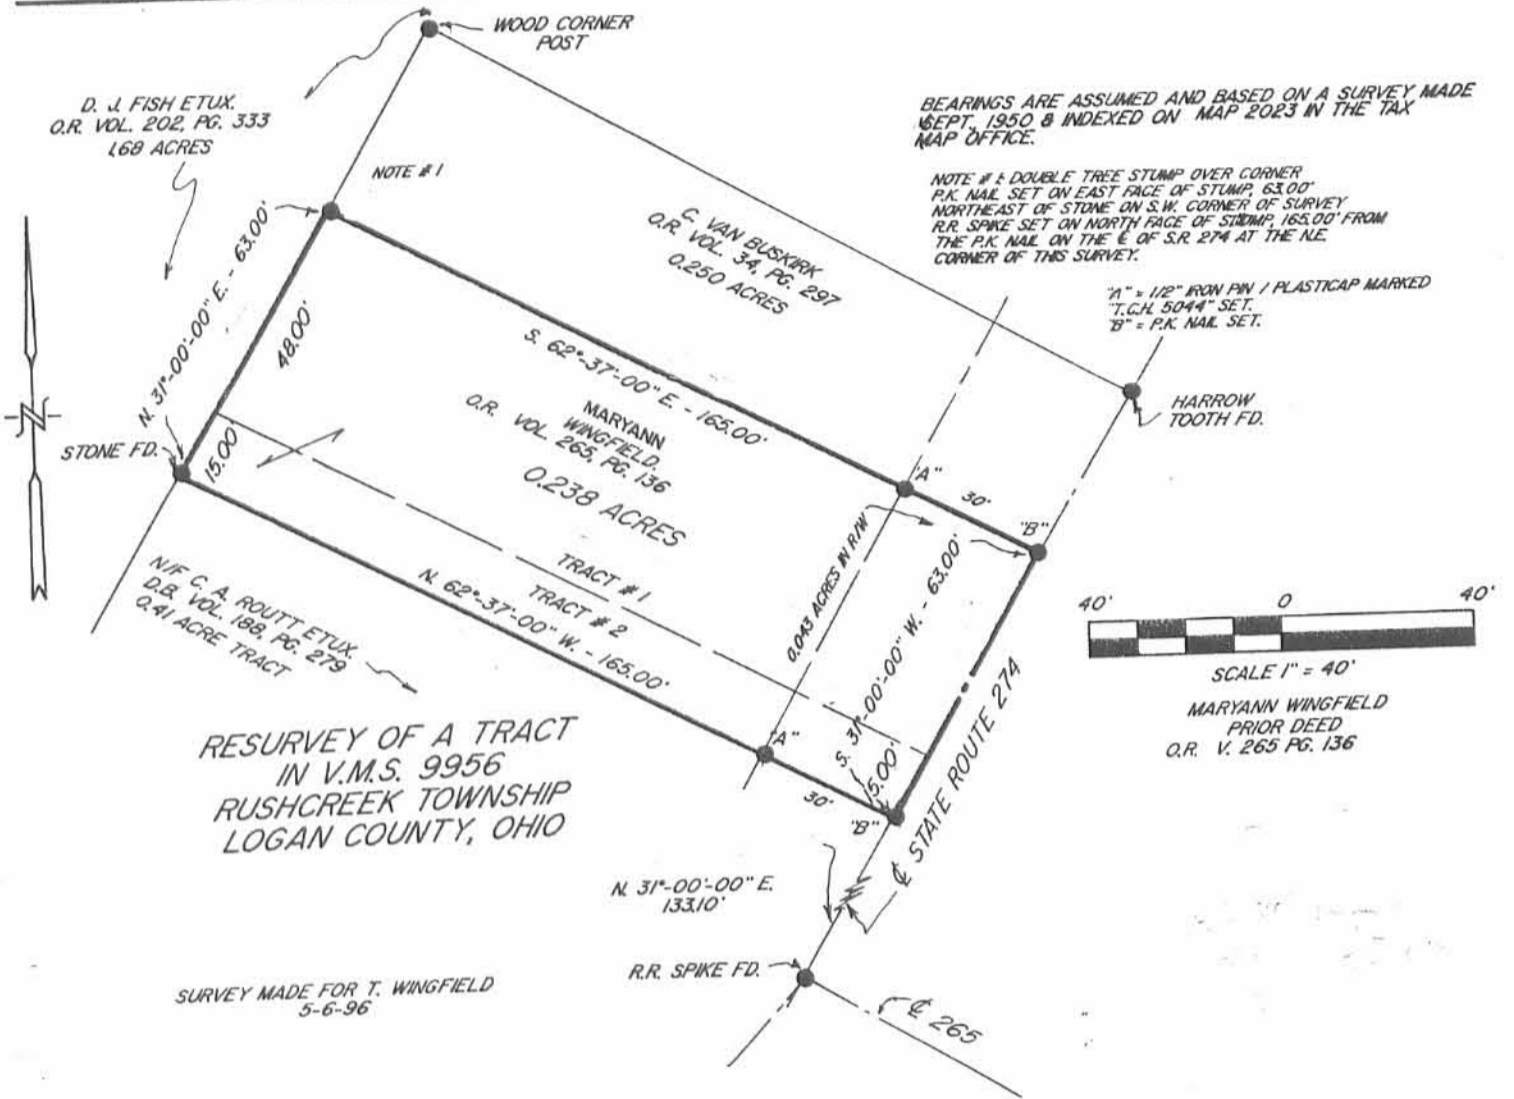 WOOD CORNER
POST
D. J. FISH ETUX.
O.R. VOL. 202, PG. 333
1.68 ACRES
NOTE # 1
BEARINGS ARE ASSUMED AND BASED ON A SURVEY MADE
SEPT. 1950 & INDEXED ON MAP 2023 IN THE TAX
MAP OFFICE.
NOTE # 1: DOUBLE TREE STUMP OVER CORNER
P.K. NAIL SET ON EAST FACE OF STUMP, 63.00'
NORTHEAST OF STONE ON S.W. CORNER OF SURVEY
R.R. SPIKE SET ON NORTH FACE OF STUMP, 165.00' FROM
THE P.K. NAIL ON THE ℄ OF S.R. 274 AT THE N.E.
CORNER OF THIS SURVEY.
"A" = 1/2" IRON PIN / PLASTICAP MARKED
"T.C.H. 5044" SET.
"B" = P.K. NAIL SET.
C. VAN BUSKIRK
O.R. VOL. 34, PG. 297
0.250 ACRES
N. 31°-00'-00" E. - 63.00'
48.00'
15.00'
S. 62°-37'-00" E. - 165.00'
HARROW
TOOTH FD.
STONE FD.
N
MARYANN
WINGFIELD.
O.R. VOL. 265, PG. 136
0.238 ACRES
"A"
30'
"B"
0.043 ACRES IN R/W
S. 31°-00'-00" W. - 63.00'
TRACT # 1
TRACT # 2
N. 62°-37'-00" W. - 165.00'
N/F C. A. ROUTT ETUX.
D.B. VOL. 188, PG. 279
0.41 ACRE TRACT
40'
0
40'
SCALE 1" = 40'
MARYANN WINGFIELD
PRIOR DEED
O.R. V. 265 PG. 136
"A"
30'
15.00'
"B"
℄ STATE ROUTE 274
RESURVEY OF A TRACT
IN V.M.S. 9956
RUSHCREEK TOWNSHIP
LOGAN COUNTY, OHIO
N. 31°-00'-00" E.
133.10'
R.R. SPIKE FD.
℄ 265
SURVEY MADE FOR T. WINGFIELD
5-6-96